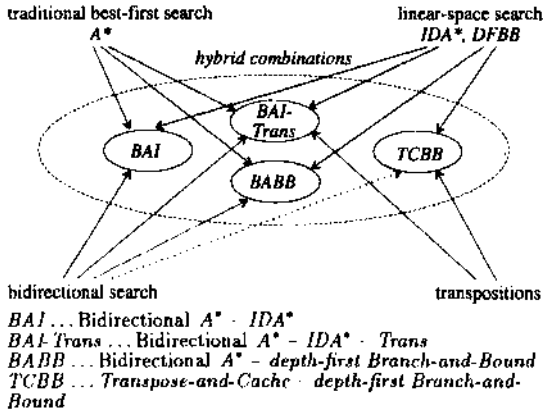 traditional best-first search
A*
linear-space search
IDA*, DFBB
hybrid combinations
BAI-
Trans
BAI
TCBB
BABB
bidirectional search
transpositions
BAI ... Bidirectional A* - IDA*
BAI-Trans ... Bidirectional A* - IDA* - Trans
BABB ... Bidirectional A* - depth-first Branch-and-Bound
TCBB ... Transpose-and-Cache - depth-first Branch-and-
Bound